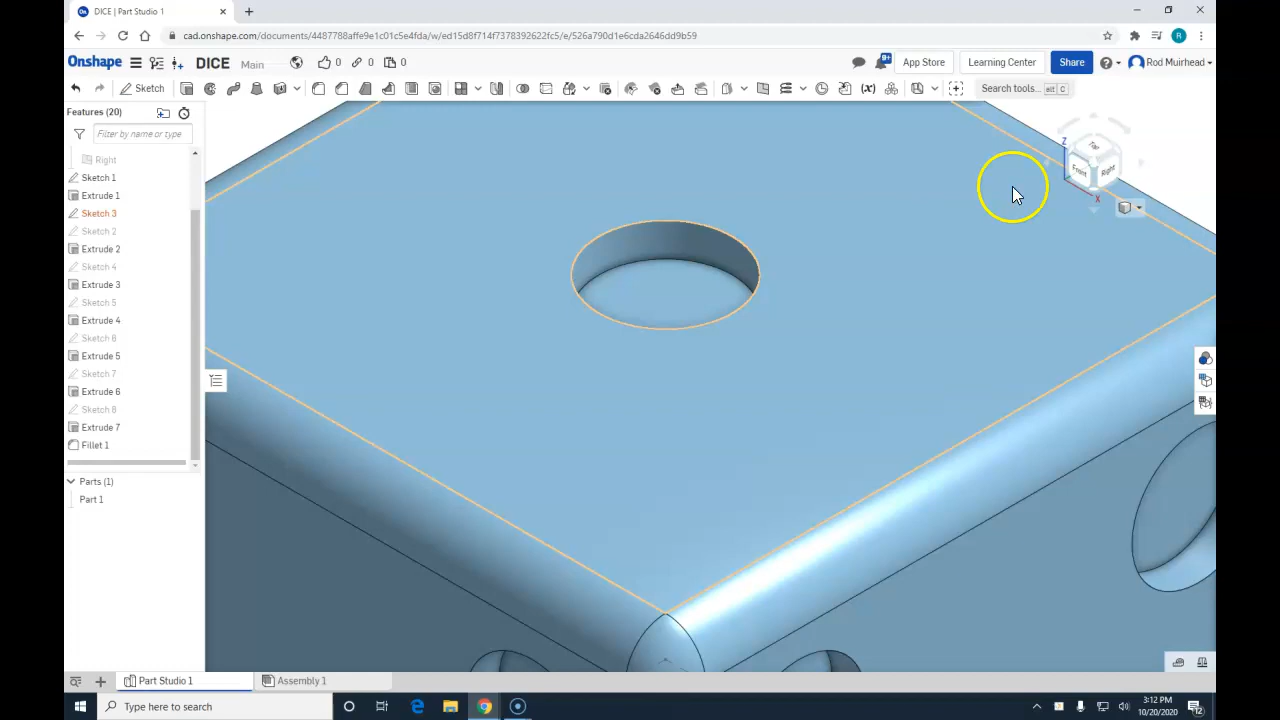 DICE | Part Studio 1
cad.onshape.com/documents/4487788affe9e1c01c5e4fda/w/ed15d8f714f7378392622fc5/e/526a790d1e6cda2646dd9b59
R
Onshape
DICE
Main
0
0
0
9+
App Store
Learning Center
Share
Rod Muirhead
Sketch
Search tools...
alt
C
Features (20)
Filter by name or type
Right
Sketch 1
Extrude 1
Sketch 3
Sketch 2
Extrude 2
Sketch 4
Extrude 3
Sketch 5
Extrude 4
Sketch 6
Extrude 5
Sketch 7
Extrude 6
Sketch 8
Extrude 7
Fillet 1
Parts (1)
Part 1
Z
Top
Front
Right
X
Part Studio 1
Assembly 1
Type here to search
3:12 PM
10/20/2020